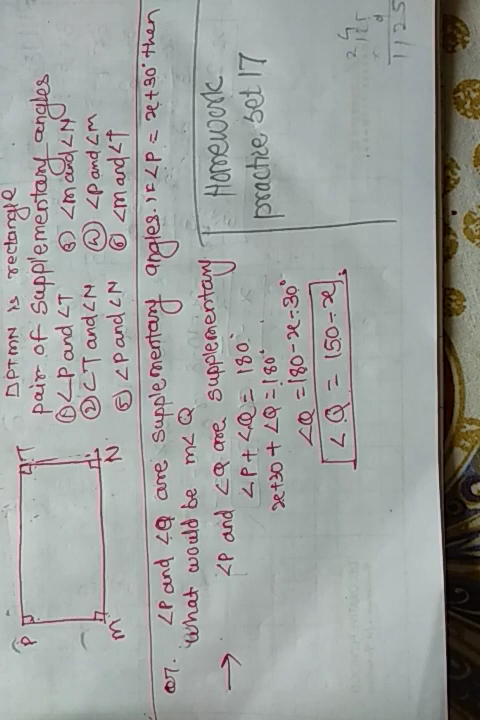 □PTMN is rectangle
pair of supplementary angles
① ∠P and ∠T ③ ∠M and ∠N
② ∠T and ∠N ④ ∠P and ∠M
⑤ ∠P and ∠N ⑥ ∠M and ∠T
P T
M N
Q7. ∠P and ∠Q are supplementary angles. if ∠P = x+30° then
what would be m∠Q
→ ∠P and ∠Q are supplementary
∠P + ∠Q = 180°
x+30 + ∠Q = 180°
∠Q = 180-x-30°
∠Q = 150-x
Homework
practice set 17
1125